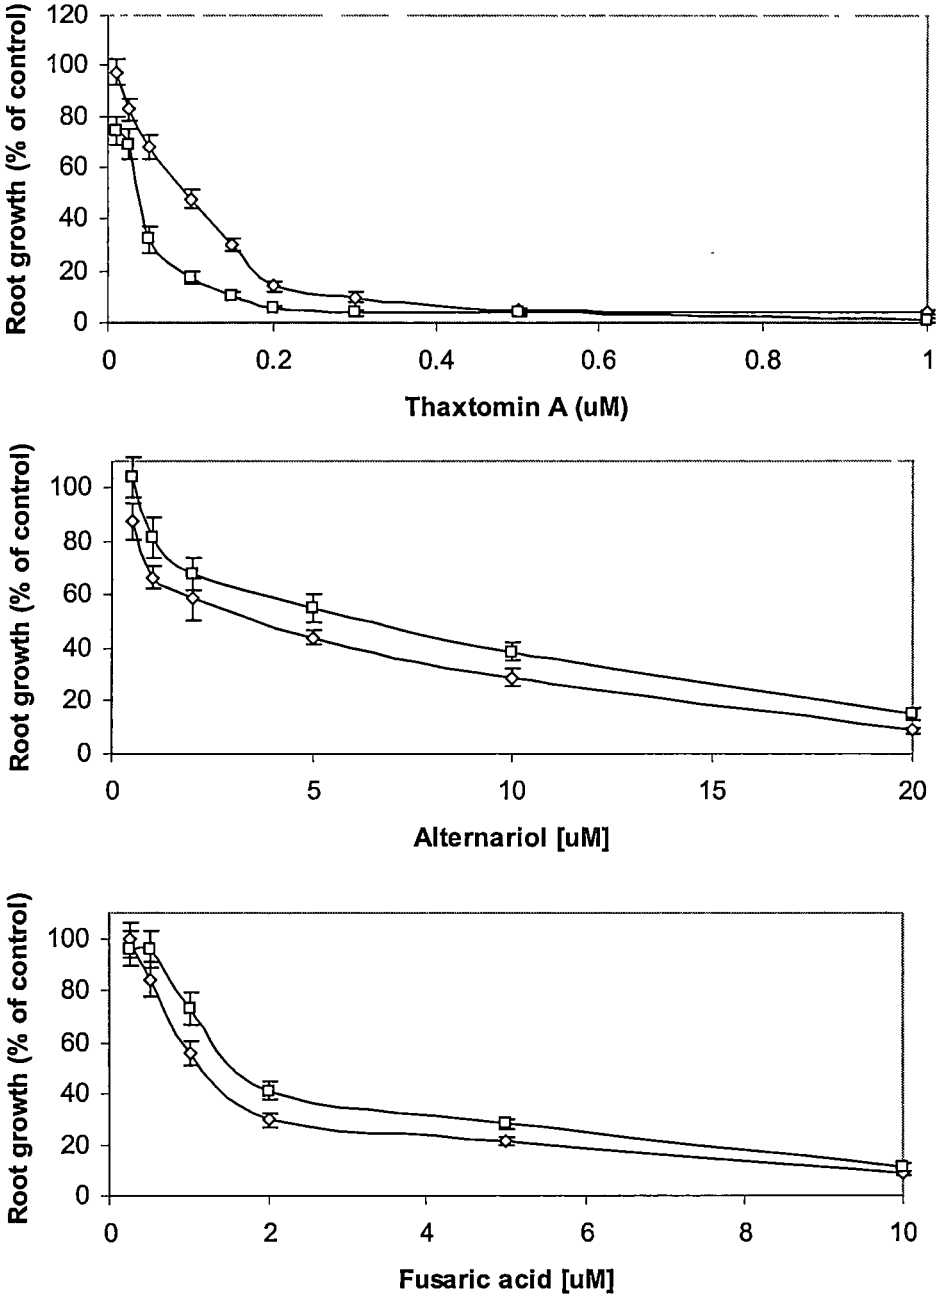 Root growth (% of control)
120
100
80
60
40
20
0
0 0.2 0.4 0.6 0.8 1
Thaxtomin A (uM)
Root growth (% of control)
100
80
60
40
20
0
0 5 10 15 20
Alternariol [uM]
Root growth (% of control)
100
80
60
40
20
0
0 2 4 6 8 10
Fusaric acid [uM]